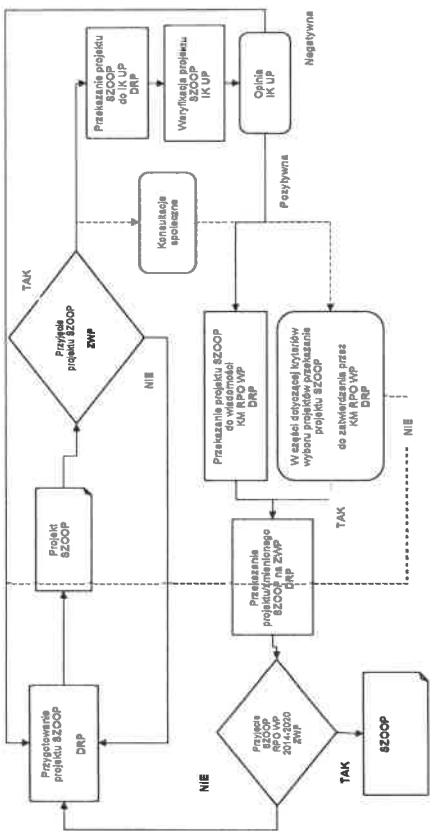 Przygotowanie
projektu SZOOP
DRP
Projekt
SZOOP
Przyjęcie
projektu SZOOP
ZWP
TAK
NIE
Przekazanie projektu
SZOOP
do IK UP
DRP
Weryfikacja projektu
SZOOP
IK UP
Opinia
IK UP
Negatywna
Pozytywna
Konsultacje
społeczne
Przekazanie projektu SZOOP
do wiadomości
KM RPO WP
DRP
W części dotyczącej kryteriów
wyboru projektów przekazanie
projektu SZOOP
do zatwierdzenia przez
KM RPO WP
DRP
NIE
TAK
Przekazanie
projektu/zmienionego
SZOOP na ZWP
DRP
Przyjęcie
SZOOP
RPO WP
2014-2020
ZWP
NIE
TAK
SZOOP